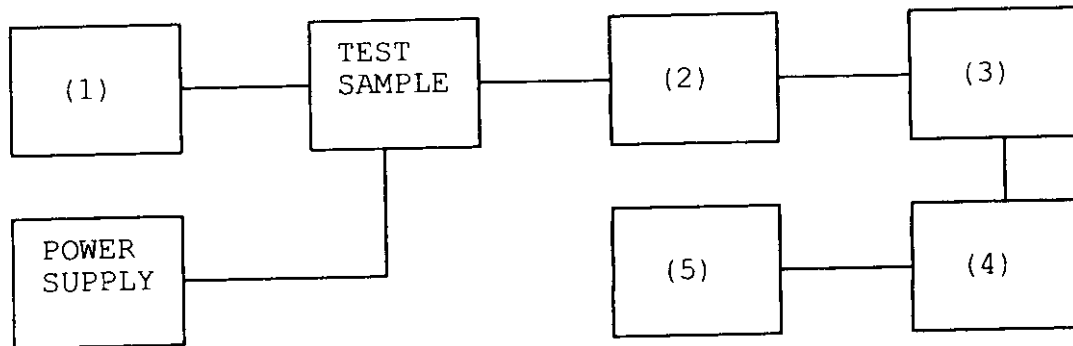 (1)
TEST
SAMPLE
(2)
(3)
POWER
SUPPLY
(5)
(4)